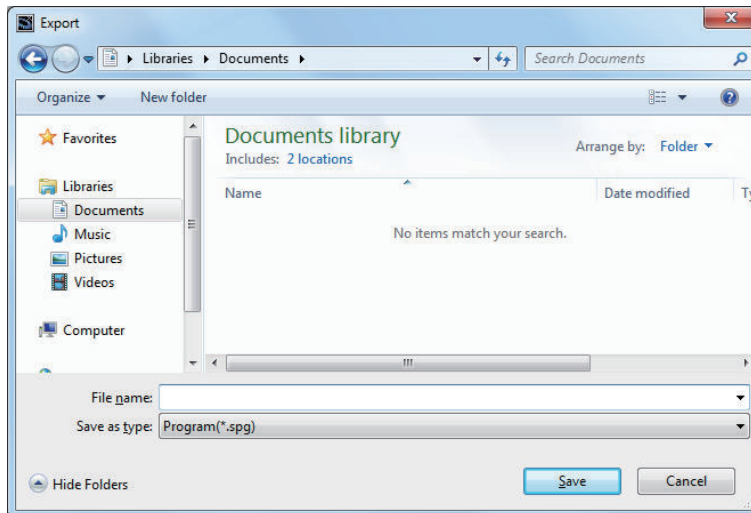 Export
Libraries Documents
Search Documents
Organize New folder
Favorites
Libraries
Documents
Music
Pictures
Videos
Computer
Documents library
Includes: 2 locations
Arrange by: Folder
Name Date modified Ty
No items match your search.
File name:
Save as type: Program(*.spg)
Hide Folders
Save Cancel